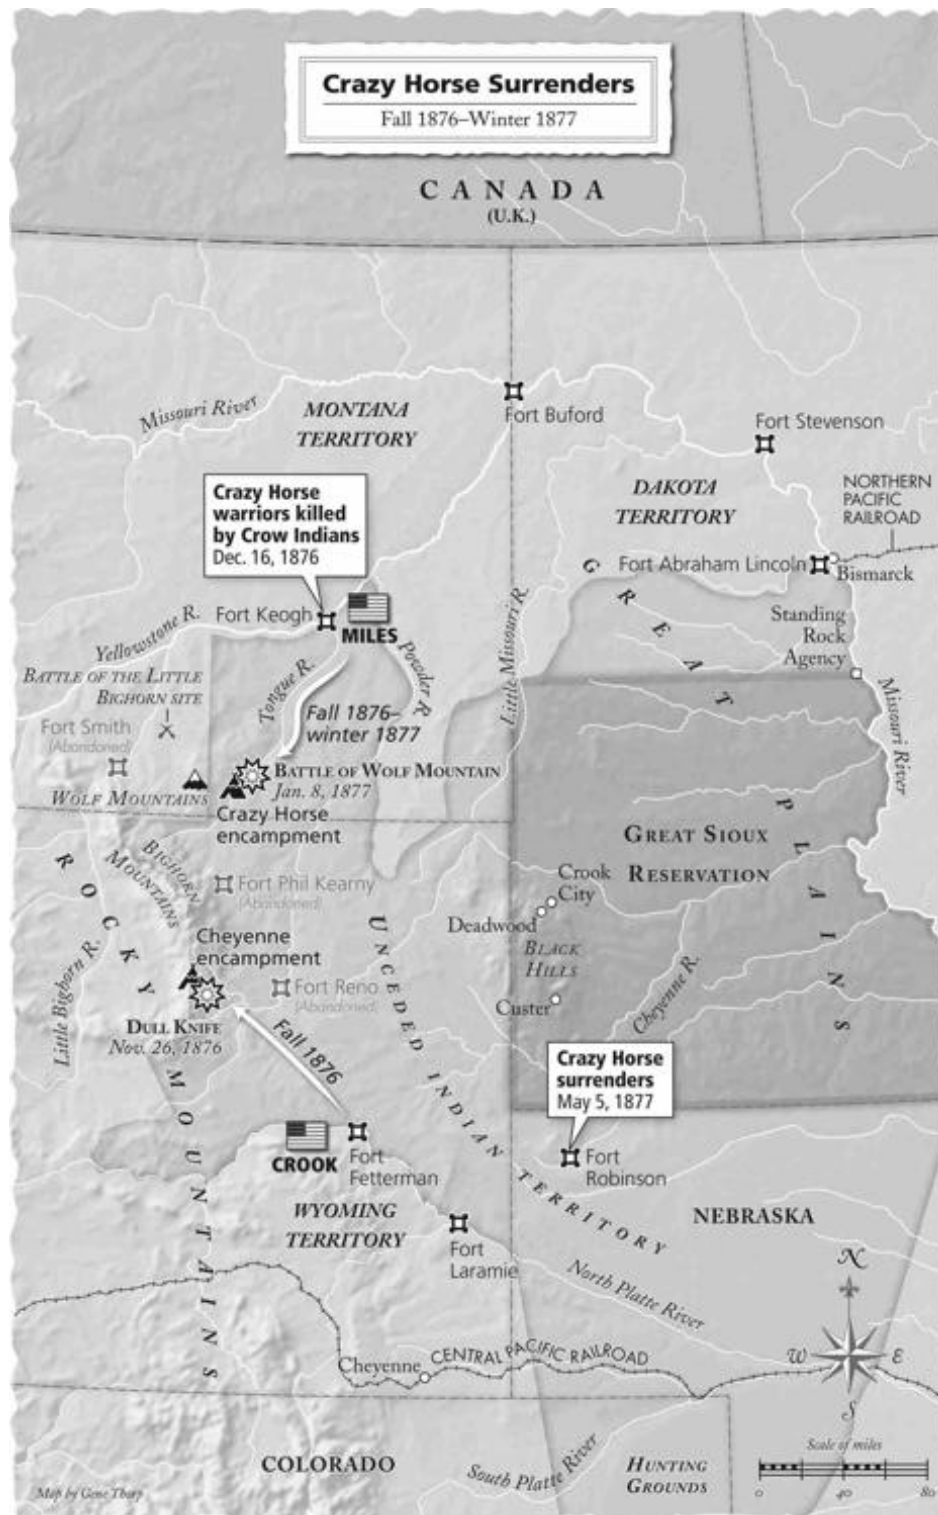 Crazy Horse Surrenders
Fall 1876–Winter 1877
CANADA
(U.K.)
Missouri River
MONTANA
TERRITORY
Fort Buford
Fort Stevenson
DAKOTA
TERRITORY
NORTHERN
PACIFIC
RAILROAD
Crazy Horse
warriors killed
by Crow Indians
Dec. 16, 1876
Fort Abraham Lincoln
Bismarck
GREAT PLAINS
Fort Keogh
MILES
Standing
Rock
Agency
Yellowstone R.
Tongue R.
Powder R.
Little Missouri R.
Missouri River
BATTLE OF THE LITTLE
BIGHORN SITE
Fort Smith
(Abandoned)
Fall 1876–
winter 1877
WOLF MOUNTAINS
BATTLE OF WOLF MOUNTAIN
Jan. 8, 1877
Crazy Horse
encampment
GREAT SIOUX
RESERVATION
ROCKY MOUNTAINS
BIGHORN
MOUNTAINS
Fort Phil Kearny
(Abandoned)
Crook
City
Deadwood
BLACK
HILLS
Custer
Cheyenne R.
UNCEDED INDIAN TERRITORY
Cheyenne
encampment
Little Bighorn R.
Fort Reno
(Abandoned)
DULL KNIFE
Nov. 26, 1876
Fall 1876
Crazy Horse
surrenders
May 5, 1877
CROOK
Fort
Fetterman
Fort
Robinson
WYOMING
TERRITORY
NEBRASKA
Fort
Laramie
North Platte River
N
W
E
S
Cheyenne
CENTRAL PACIFIC RAILROAD
COLORADO
South Platte River
HUNTING
GROUNDS
Scale of miles
0
40
80
Map by Gene Thorp